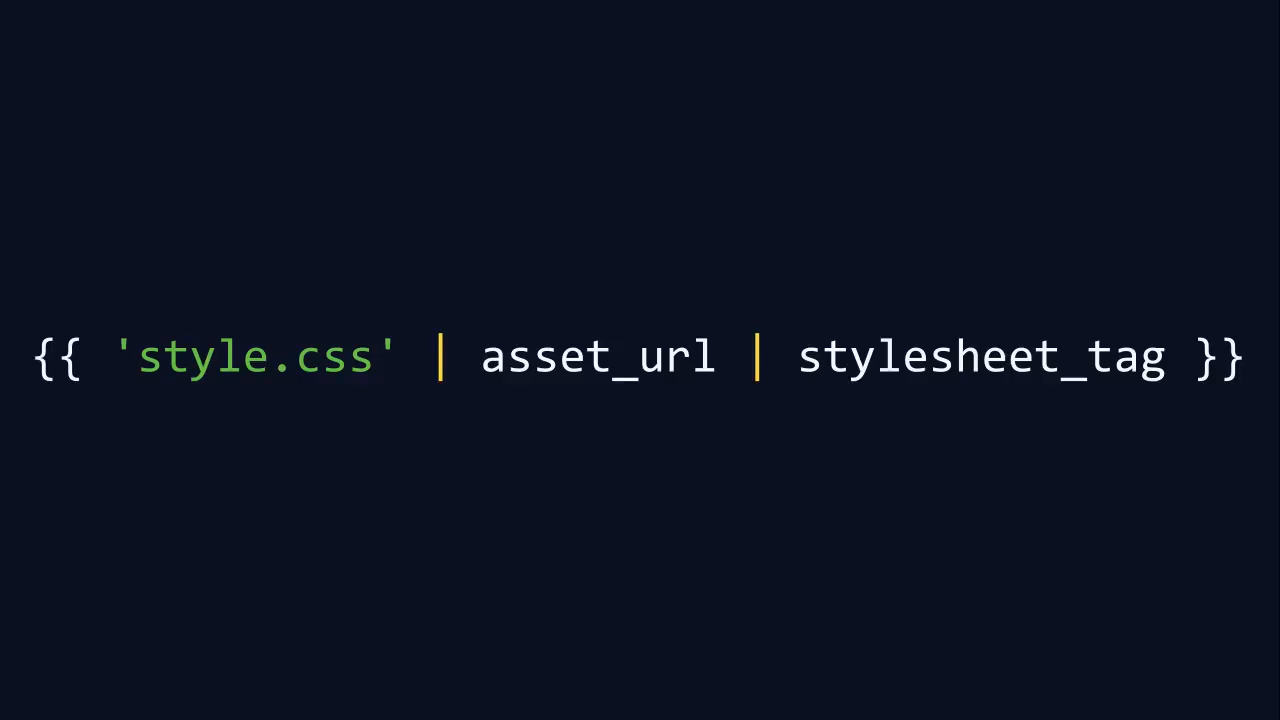 {{ 'style.css' | asset_url | stylesheet_tag }}